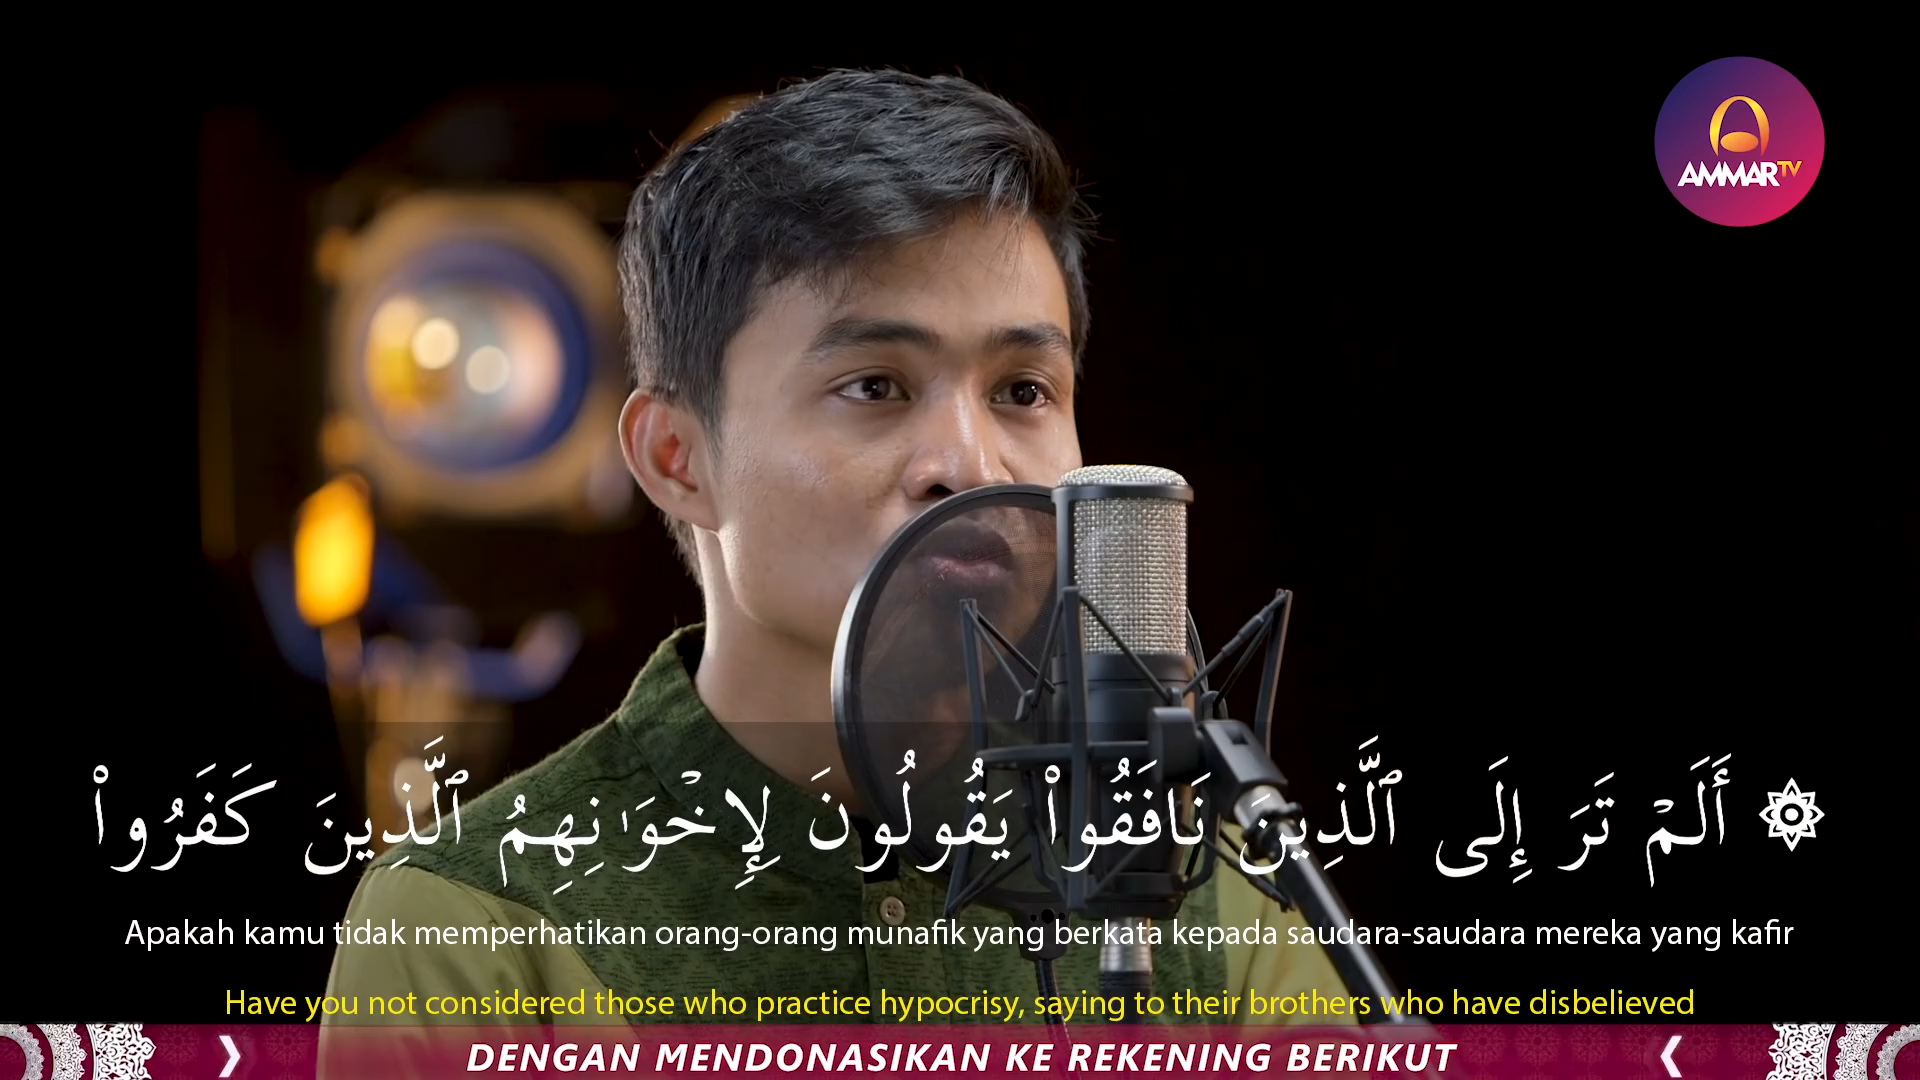 AMMARTV
۞ أَلَمْ تَرَ إِلَى ٱلَّذِينَ نَافَقُوا۟ يَقُولُونَ لِإِخْوَٰنِهِمُ ٱلَّذِينَ كَفَرُوا۟
Apakah kamu tidak memperhatikan orang-orang munafik yang berkata kepada saudara-saudara mereka yang kafir
Have you not considered those who practice hypocrisy, saying to their brothers who have disbelieved
DENGAN MENDONASIKAN KE REKENING BERIKUT